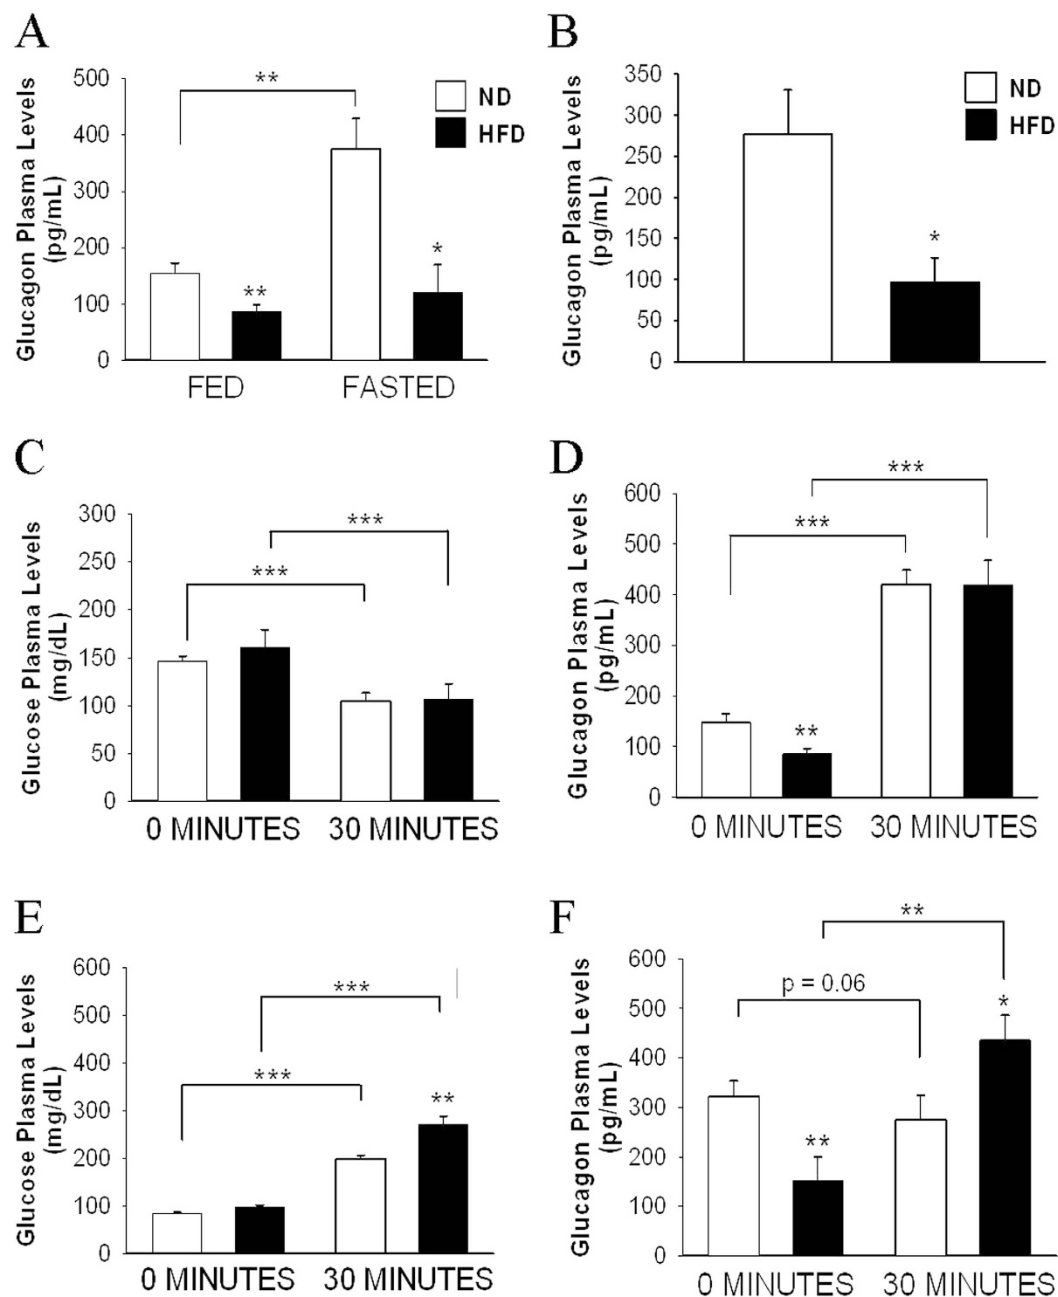 A
Glucagon Plasma Levels
(pg/mL)
500
400
300
200
100
0
**
**
*
ND
HFD
FED
FASTED
B
Glucagon Plasma Levels
(pg/mL)
350
300
250
200
150
100
50
0
*
ND
HFD
C
Glucose Plasma Levels
(mg/dL)
300
250
200
150
100
50
0
***
***
0 MINUTES
30 MINUTES
D
Glucagon Plasma Levels
(pg/mL)
600
500
400
300
200
100
0
***
***
**
0 MINUTES
30 MINUTES
E
Glucose Plasma Levels
(mg/dL)
600
500
400
300
200
100
0
***
***
**
0 MINUTES
30 MINUTES
F
Glucagon Plasma Levels
(pg/mL)
600
500
400
300
200
100
0
**
p = 0.06
*
**
0 MINUTES
30 MINUTES